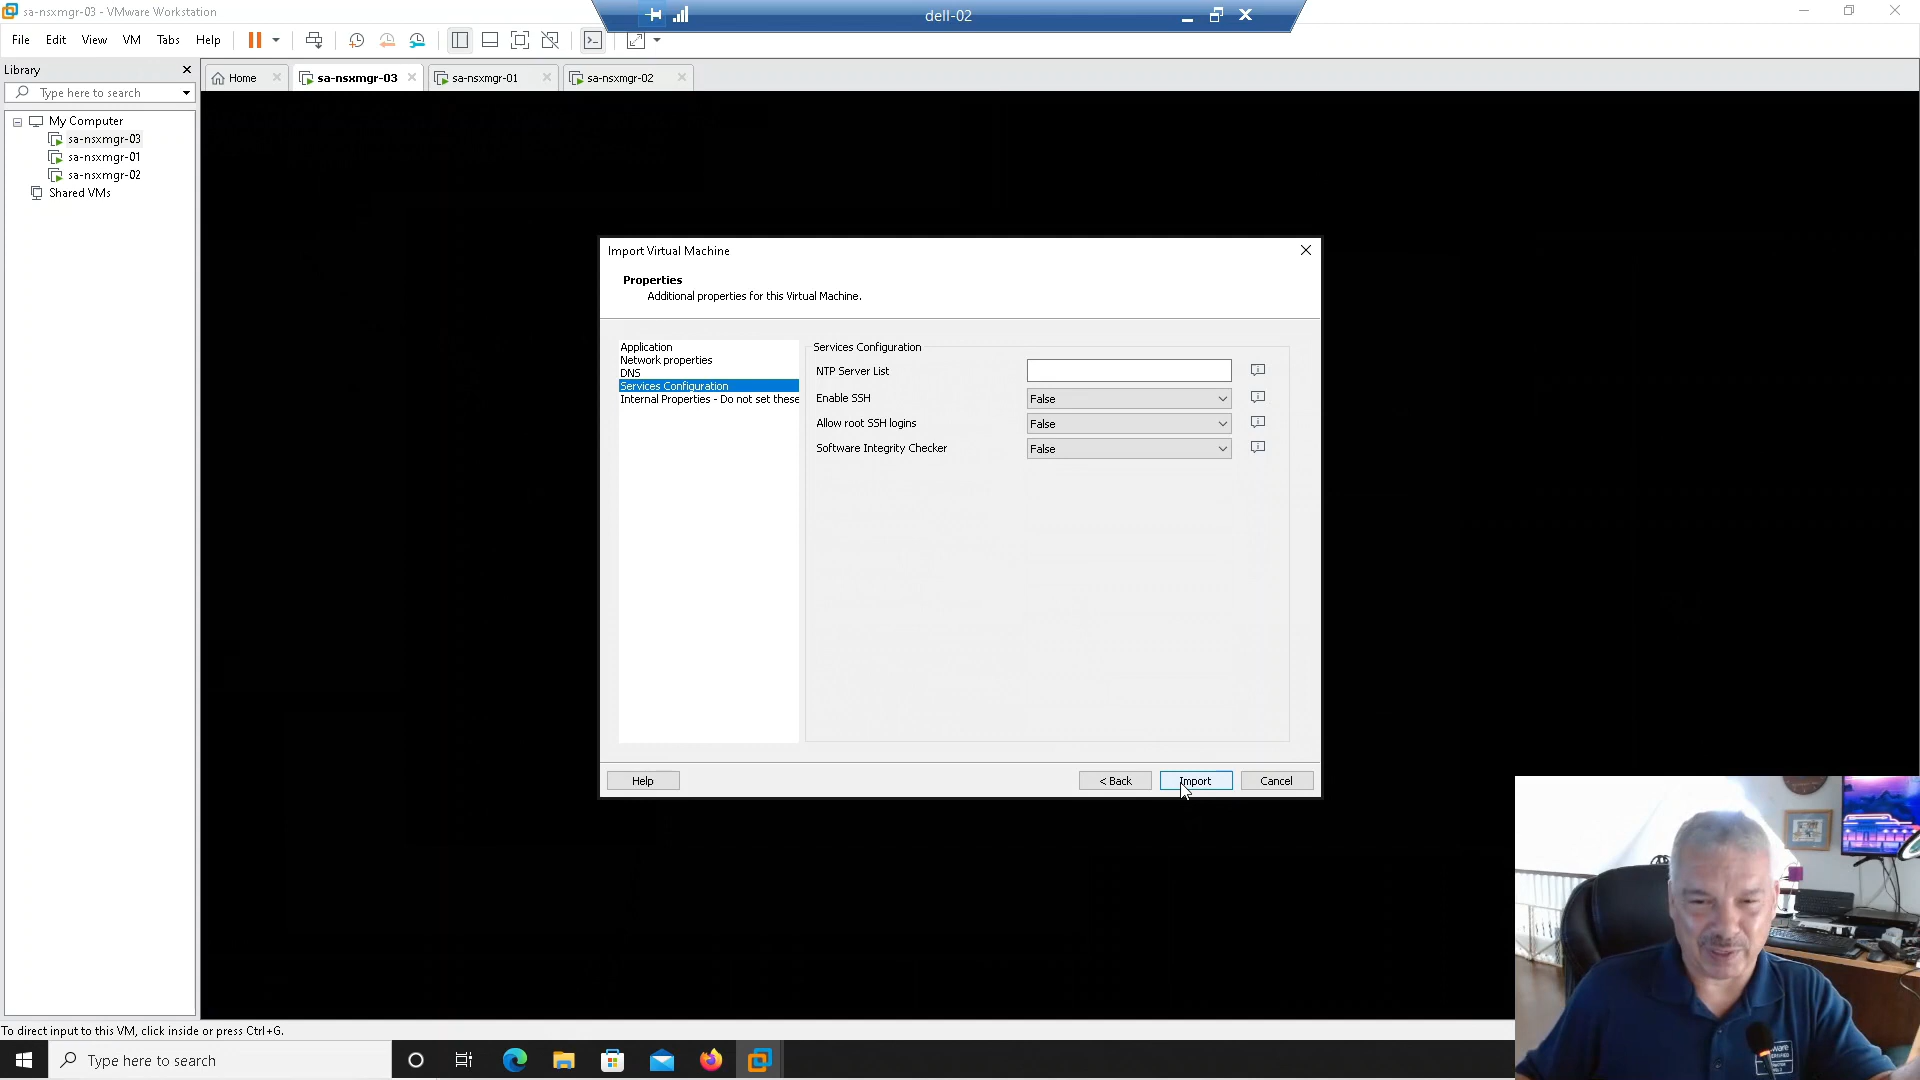 sa-nsxmgr-03 - VMware Workstation
dell-02
File Edit View VM Tabs Help
Library
Home
sa-nsxmgr-03
sa-nsxmgr-01
sa-nsxmgr-02
Type here to search
My Computer
sa-nsxmgr-03
sa-nsxmgr-01
sa-nsxmgr-02
Shared VMs
Import Virtual Machine
Properties
Additional properties for this Virtual Machine.
Application
Network properties
DNS
Services Configuration
Internal Properties - Do not set these
Services Configuration
NTP Server List
Enable SSH False
Allow root SSH logins False
Software Integrity Checker False
Help
< Back
Import
Cancel
To direct input to this VM, click inside or press Ctrl+G.
Type here to search